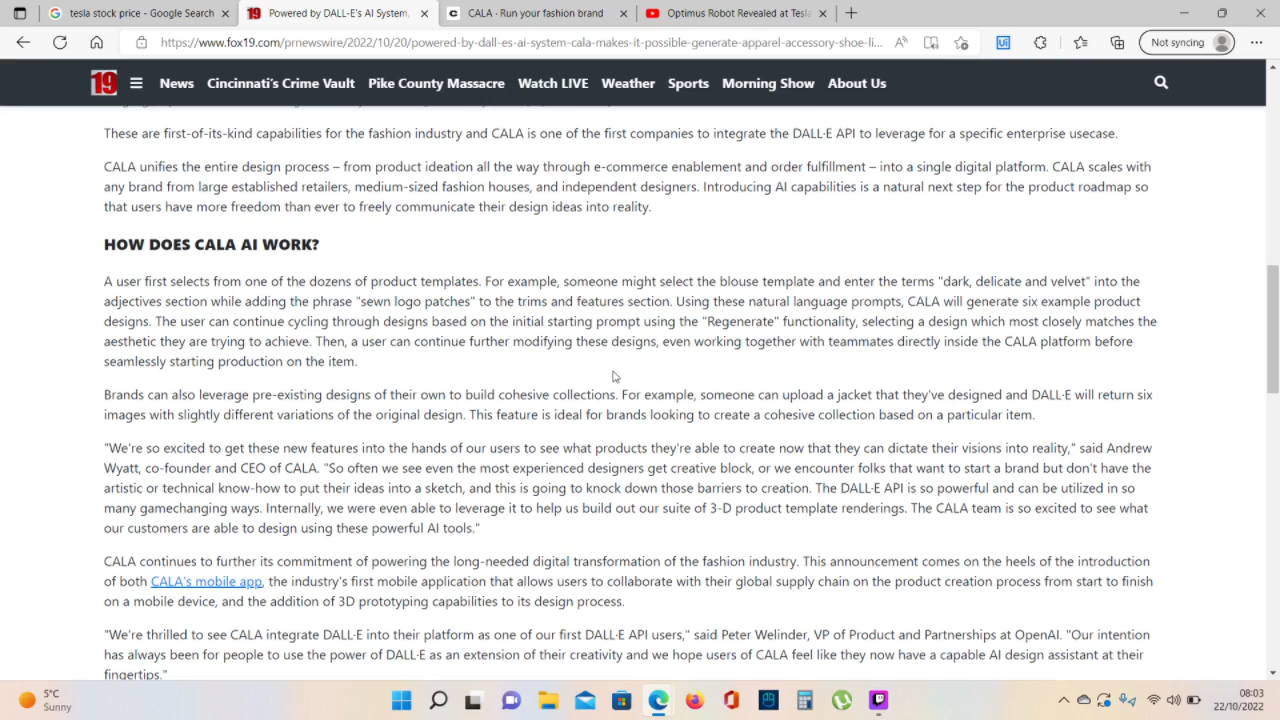 tesla stock price - Google Search
Powered by DALL-E's AI System,
CALA · Run your fashion brand
Optimus Robot Revealed at Tesla
https://www.fox19.com/prnewswire/2022/10/20/powered-by-dall-es-ai-system-cala-makes-it-possible-generate-apparel-accessory-shoe-li...
Not syncing
19
News
Cincinnati's Crime Vault
Pike County Massacre
Watch LIVE
Weather
Sports
Morning Show
About Us
These are first-of-its-kind capabilities for the fashion industry and CALA is one of the first companies to integrate the DALL·E API to leverage for a specific enterprise usecase.
CALA unifies the entire design process – from product ideation all the way through e-commerce enablement and order fulfillment – into a single digital platform. CALA scales with
any brand from large established retailers, medium-sized fashion houses, and independent designers. Introducing AI capabilities is a natural next step for the product roadmap so
that users have more freedom than ever to freely communicate their design ideas into reality.
HOW DOES CALA AI WORK?
A user first selects from one of the dozens of product templates. For example, someone might select the blouse template and enter the terms "dark, delicate and velvet" into the
adjectives section while adding the phrase "sewn logo patches" to the trims and features section. Using these natural language prompts, CALA will generate six example product
designs. The user can continue cycling through designs based on the initial starting prompt using the "Regenerate" functionality, selecting a design which most closely matches the
aesthetic they are trying to achieve. Then, a user can continue further modifying these designs, even working together with teammates directly inside the CALA platform before
seamlessly starting production on the item.
Brands can also leverage pre-existing designs of their own to build cohesive collections. For example, someone can upload a jacket that they've designed and DALL·E will return six
images with slightly different variations of the original design. This feature is ideal for brands looking to create a cohesive collection based on a particular item.
"We're so excited to get these new features into the hands of our users to see what products they're able to create now that they can dictate their visions into reality," said Andrew
Wyatt, co-founder and CEO of CALA. "So often we see even the most experienced designers get creative block, or we encounter folks that want to start a brand but don't have the
artistic or technical know-how to put their ideas into a sketch, and this is going to knock down those barriers to creation. The DALL·E API is so powerful and can be utilized in so
many gamechanging ways. Internally, we were even able to leverage it to help us build out our suite of 3-D product template renderings. The CALA team is so excited to see what
our customers are able to design using these powerful AI tools."
CALA continues to further its commitment of powering the long-needed digital transformation of the fashion industry. This announcement comes on the heels of the introduction
of both CALA's mobile app, the industry's first mobile application that allows users to collaborate with their global supply chain on the product creation process from start to finish
on a mobile device, and the addition of 3D prototyping capabilities to its design process.
"We're thrilled to see CALA integrate DALL·E into their platform as one of our first DALL·E API users," said Peter Welinder, VP of Product and Partnerships at OpenAI. "Our intention
has always been for people to use the power of DALL·E as an extension of their creativity and we hope users of CALA feel like they now have a capable AI design assistant at their
fingertips."
5°C
Sunny
08:03
22/10/2022